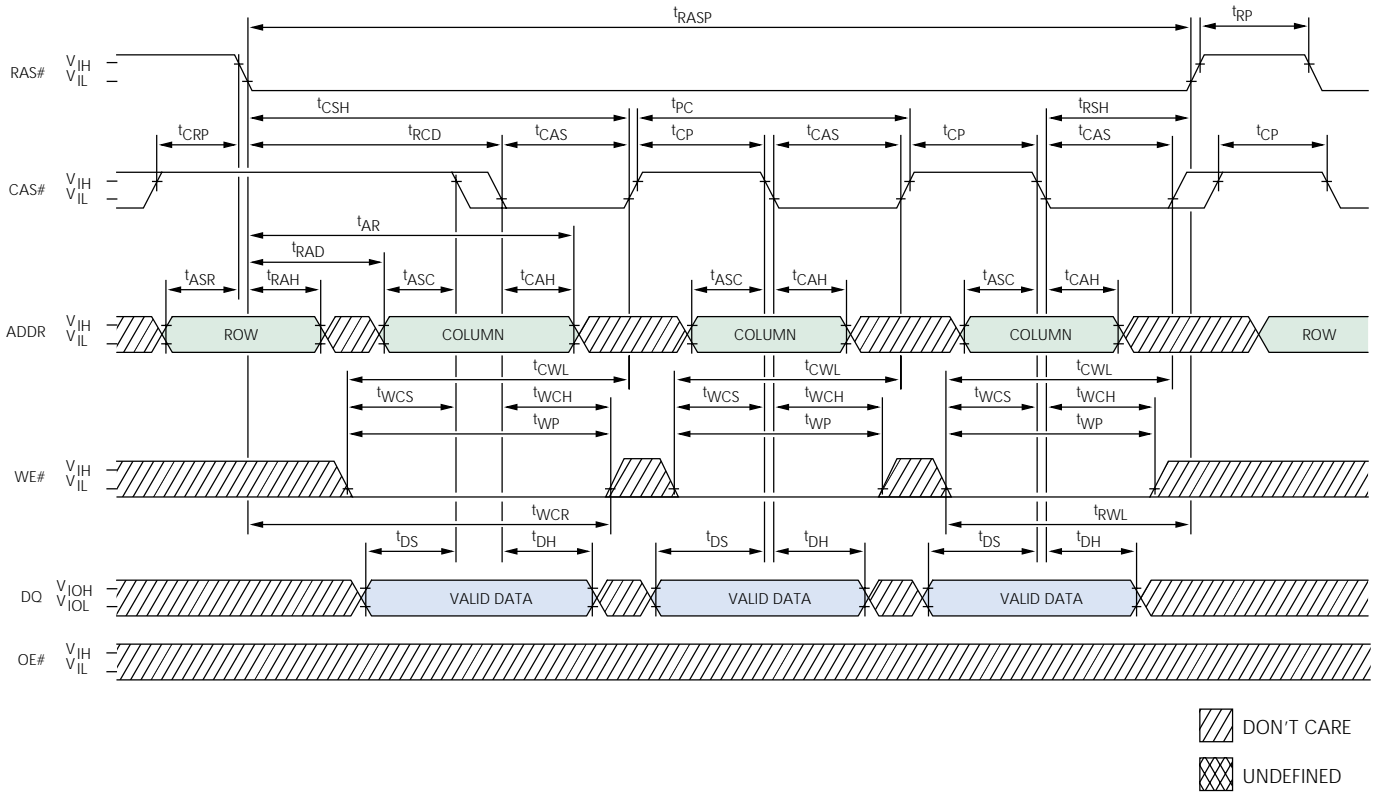 tRASP tRP
RAS# VIH
VIL
tCSH tPC tRSH
tCRP tRCD tCAS tCP tCAS tCP tCAS tCP
CAS# VIH
VIL
tAR
tRAD
tASR tRAH tASC tCAH tASC tCAH tASC tCAH
ADDR VIH
VIL
ROW COLUMN COLUMN COLUMN ROW
tCWL tCWL tCWL
tWCS tWCH tWCS tWCH tWCS tWCH
tWP tWP tWP
WE# VIH
VIL
tWCR tRWL
tDS tDH tDS tDH tDS tDH
DQ VIOH
VIOL
VALID DATA VALID DATA VALID DATA
OE# VIH
VIL
DON'T CARE
UNDEFINED